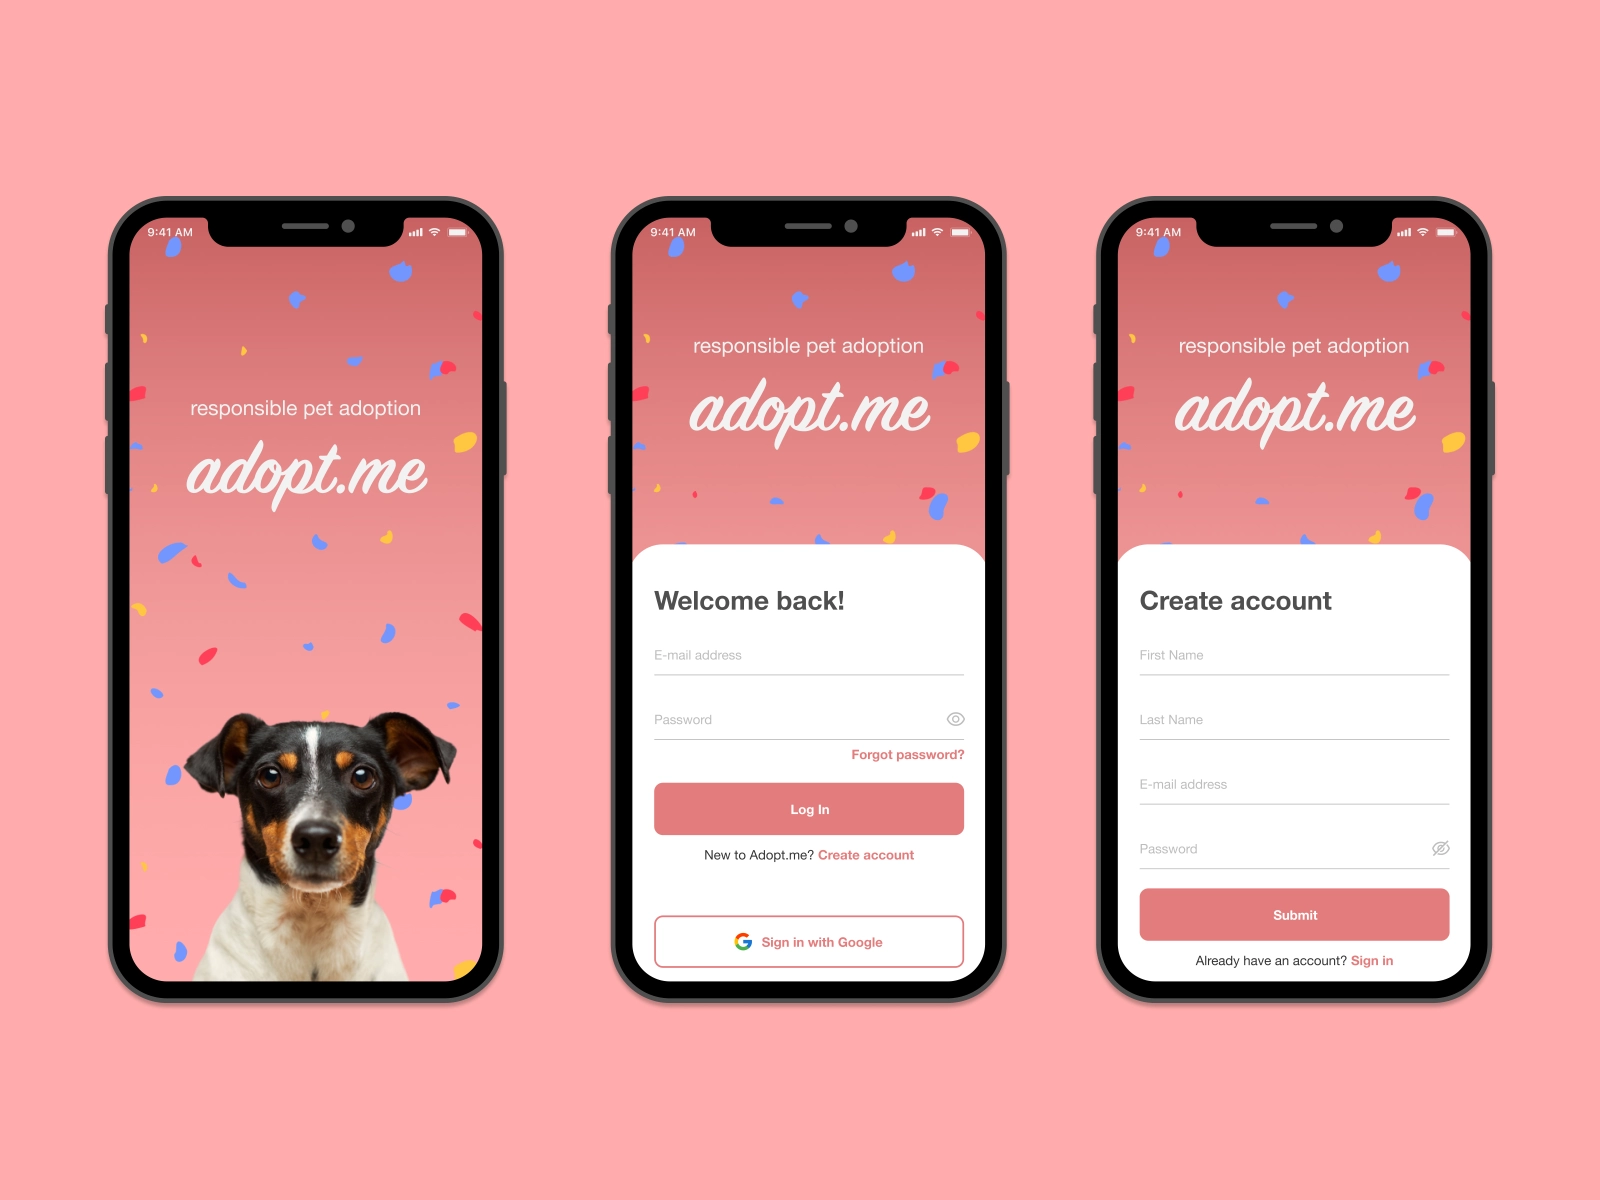 9:41 AM
responsible pet adoption
adopt.me
9:41 AM
responsible pet adoption
adopt.me
Welcome back!
E-mail address
Password
Forgot password?
Log In
New to Adopt.me? Create account
Sign in with Google
9:41 AM
responsible pet adoption
adopt.me
Create account
First Name
Last Name
E-mail address
Password
Submit
Already have an account? Sign in